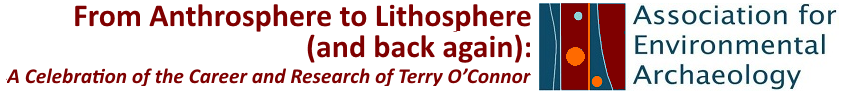 From Anthrosphere to Lithosphere
(and back again):
A Celebration of the Career and Research of Terry O'Connor
Association for
Environmental
Archaeology